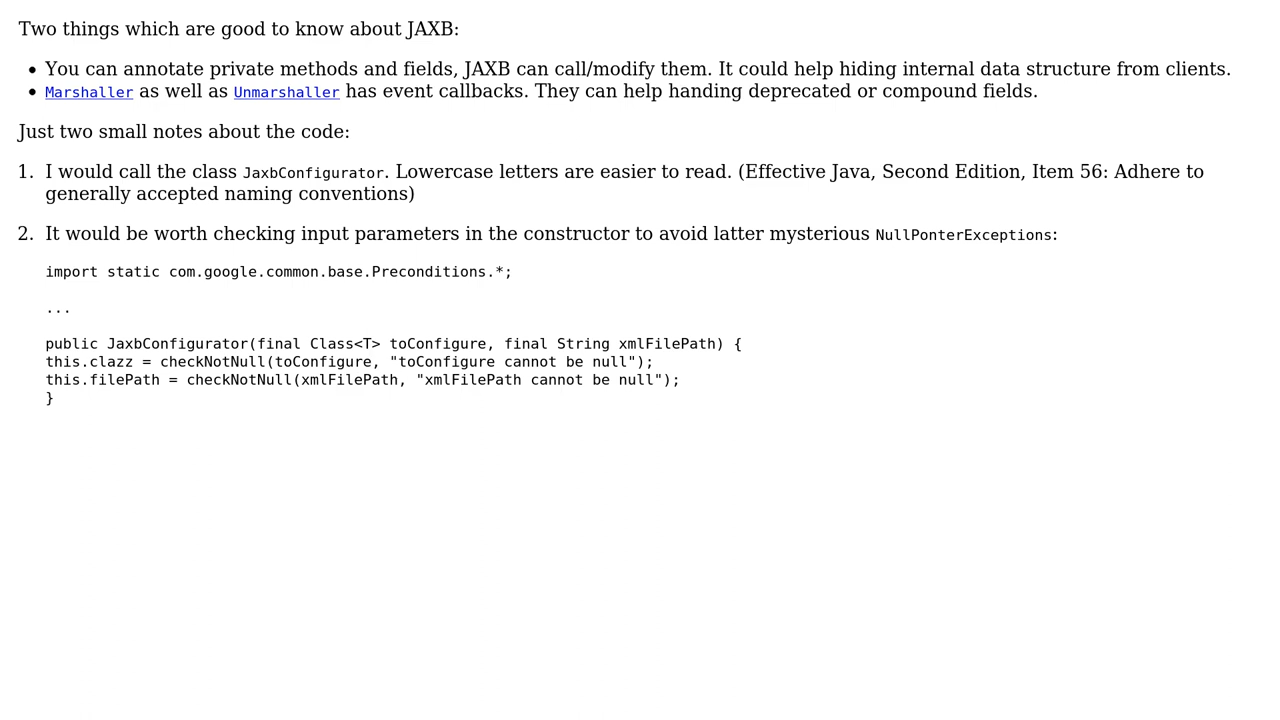 Two things which are good to know about JAXB:
• You can annotate private methods and fields, JAXB can call/modify them. It could help hiding internal data structure from clients.
• Marshaller as well as Unmarshaller has event callbacks. They can help handing deprecated or compound fields.
Just two small notes about the code:
1. I would call the class JaxbConfigurator. Lowercase letters are easier to read. (Effective Java, Second Edition, Item 56: Adhere to
generally accepted naming conventions)
2. It would be worth checking input parameters in the constructor to avoid latter mysterious NullPonterExceptions:
import static com.google.common.base.Preconditions.*;
...
public JaxbConfigurator(final Class<T> toConfigure, final String xmlFilePath) {
this.clazz = checkNotNull(toConfigure, "toConfigure cannot be null");
this.filePath = checkNotNull(xmlFilePath, "xmlFilePath cannot be null");
}